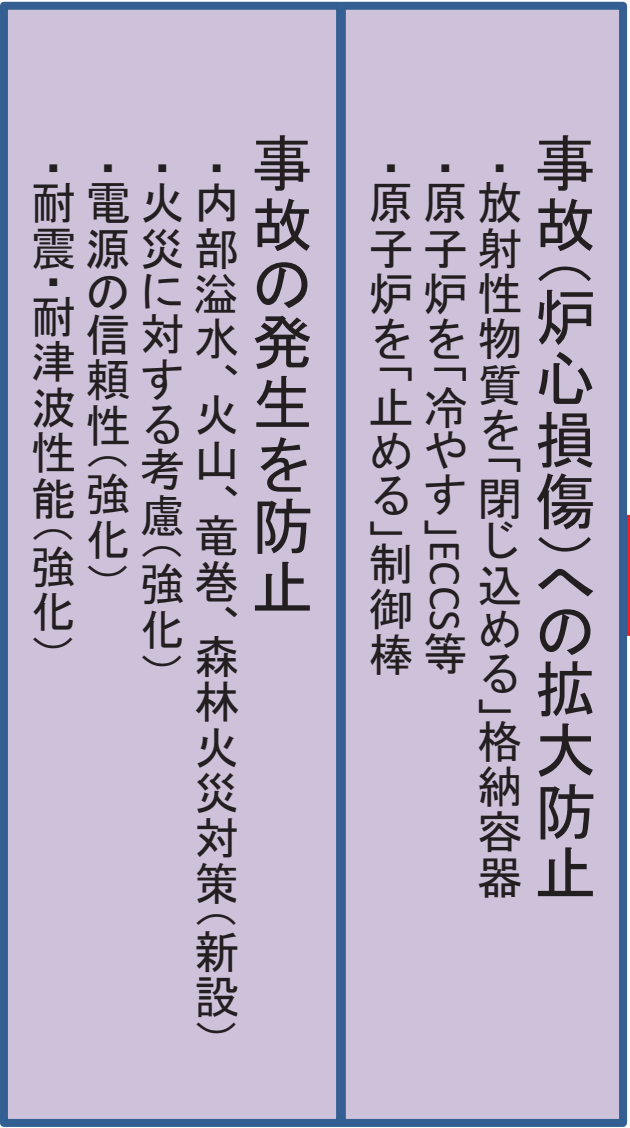 事故（炉心損傷）への拡大防止
・放射性物質を「閉じ込める」格納容器
・原子炉を「冷やす」ECCS等
・原子炉を「止める」制御棒
事故の発生を防止
・内部溢水、火山、竜巻、森林火災対策（新設）
・火災に対する考慮（強化）
・電源の信頼性（強化）
・耐震・耐津波性能（強化）